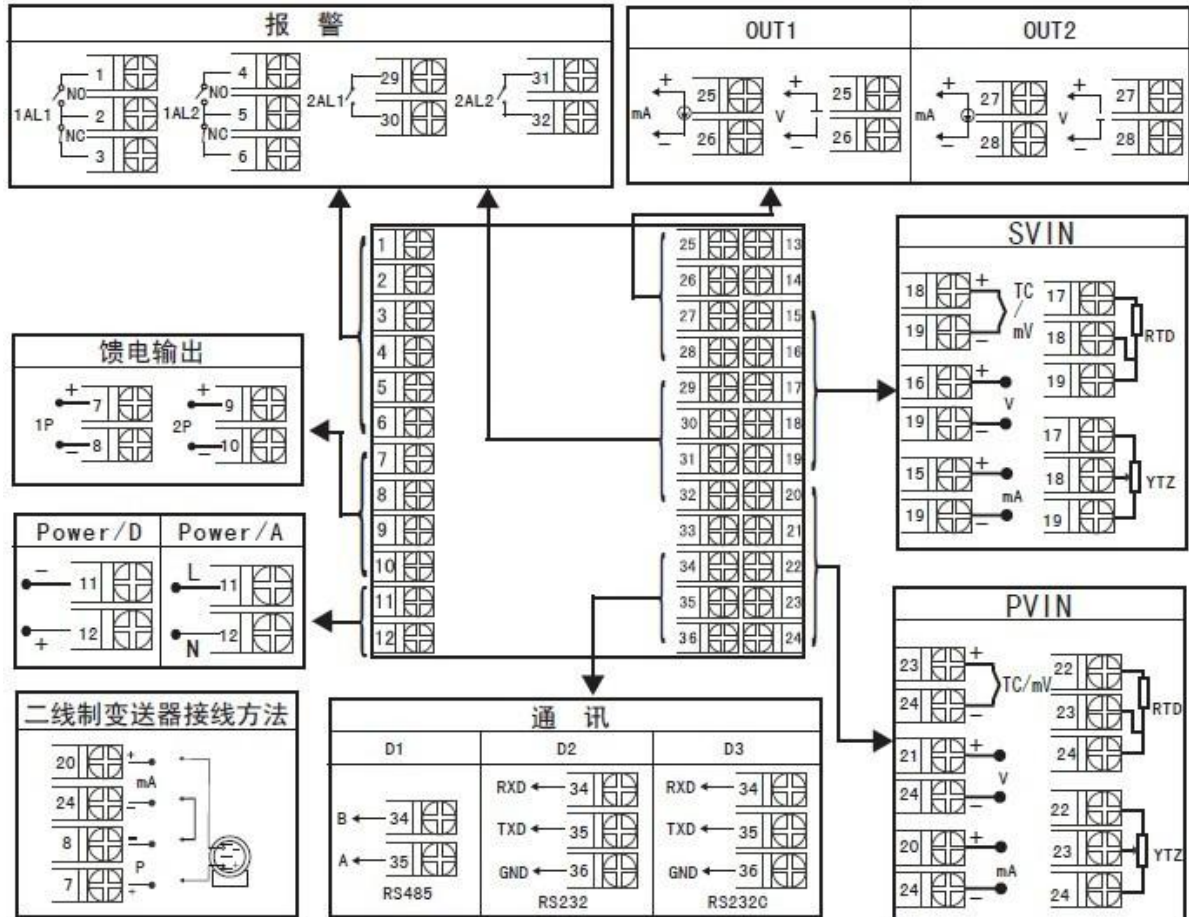 报 警
1
NO
1AL1
2
NC
3
4
NO
1AL2
5
NC
6
2AL1
29
30
2AL2
31
32
OUT1
OUT2
+
mA
-
25
26
+
V
-
25
26
+
mA
-
27
28
+
V
-
27
28
1
2
3
4
5
6
7
8
9
10
11
12
25 13
26 14
27 15
28 16
29 17
30 18
31 19
32 20
33 21
34 22
35 23
36 24
SVIN
18 +
TC
/
mV
19 -
16 +
V
19 -
15 +
mA
19 -
17
18
19
RTD
17
18
19
YTZ
馈电输出
+
7
1P
-
8
+
9
2P
-
10
Power/D
Power/A
- 11
+ 12
L 11
N 12
二线制变送器接线方法
20 +
mA
24 -
8 -
P
7 +
- +
通 讯
D1
D2
D3
B 34
A 35
RS485
RXD 34
TXD 35
GND 36
RS232
RXD 34
TXD 35
GND 36
RS232C
PVIN
23 +
TC/mV
24 -
21 +
V
24 -
20 +
mA
24 -
22
23
24
RTD
22
23
24
YTZ